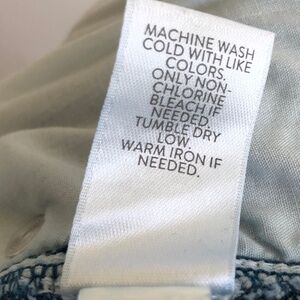 MACHINE WASH
COLD WITH LIKE
COLORS.
ONLY NON-
CHLORINE
BLEACH IF
NEEDED.
TUMBLE DRY
LOW.
WARM IRON IF
NEEDED.